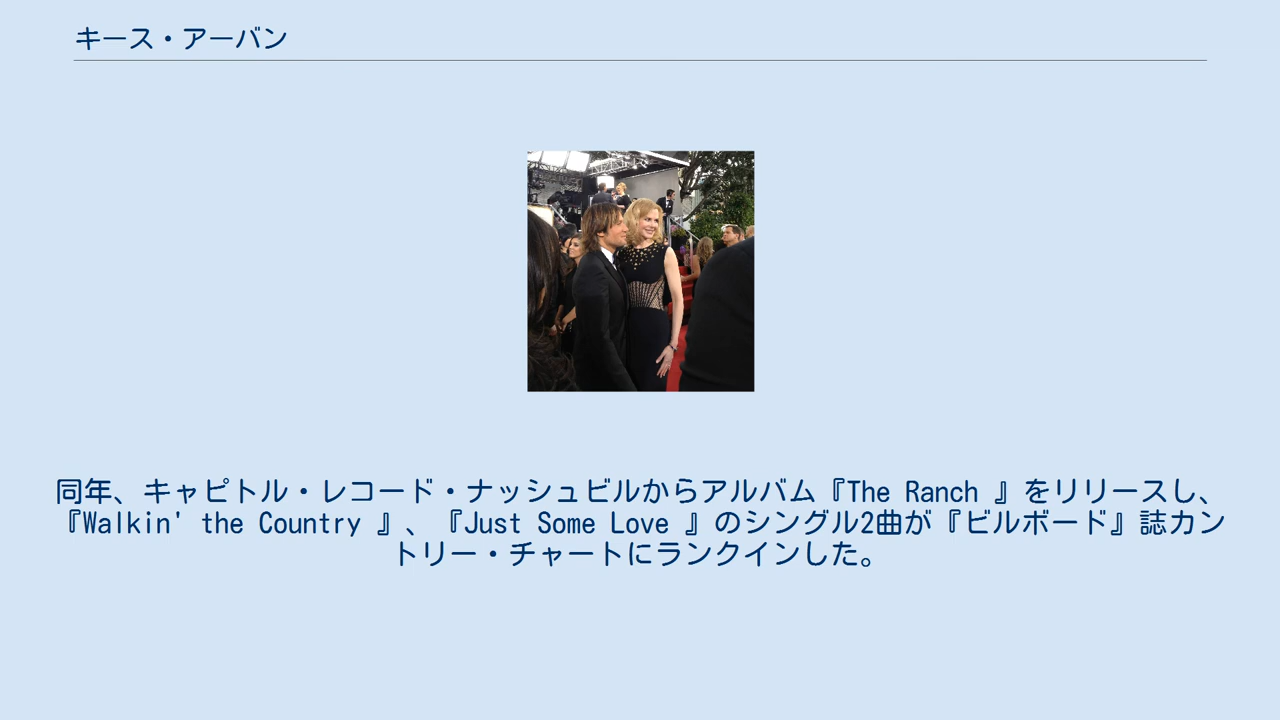 キース・アーバン
同年、キャピトル・レコード・ナッシュビルからアルバム『The Ranch 』をリリースし、
『Walkin' the Country 』、『Just Some Love 』のシングル2曲が『ビルボード』誌カン
トリー・チャートにランクインした。